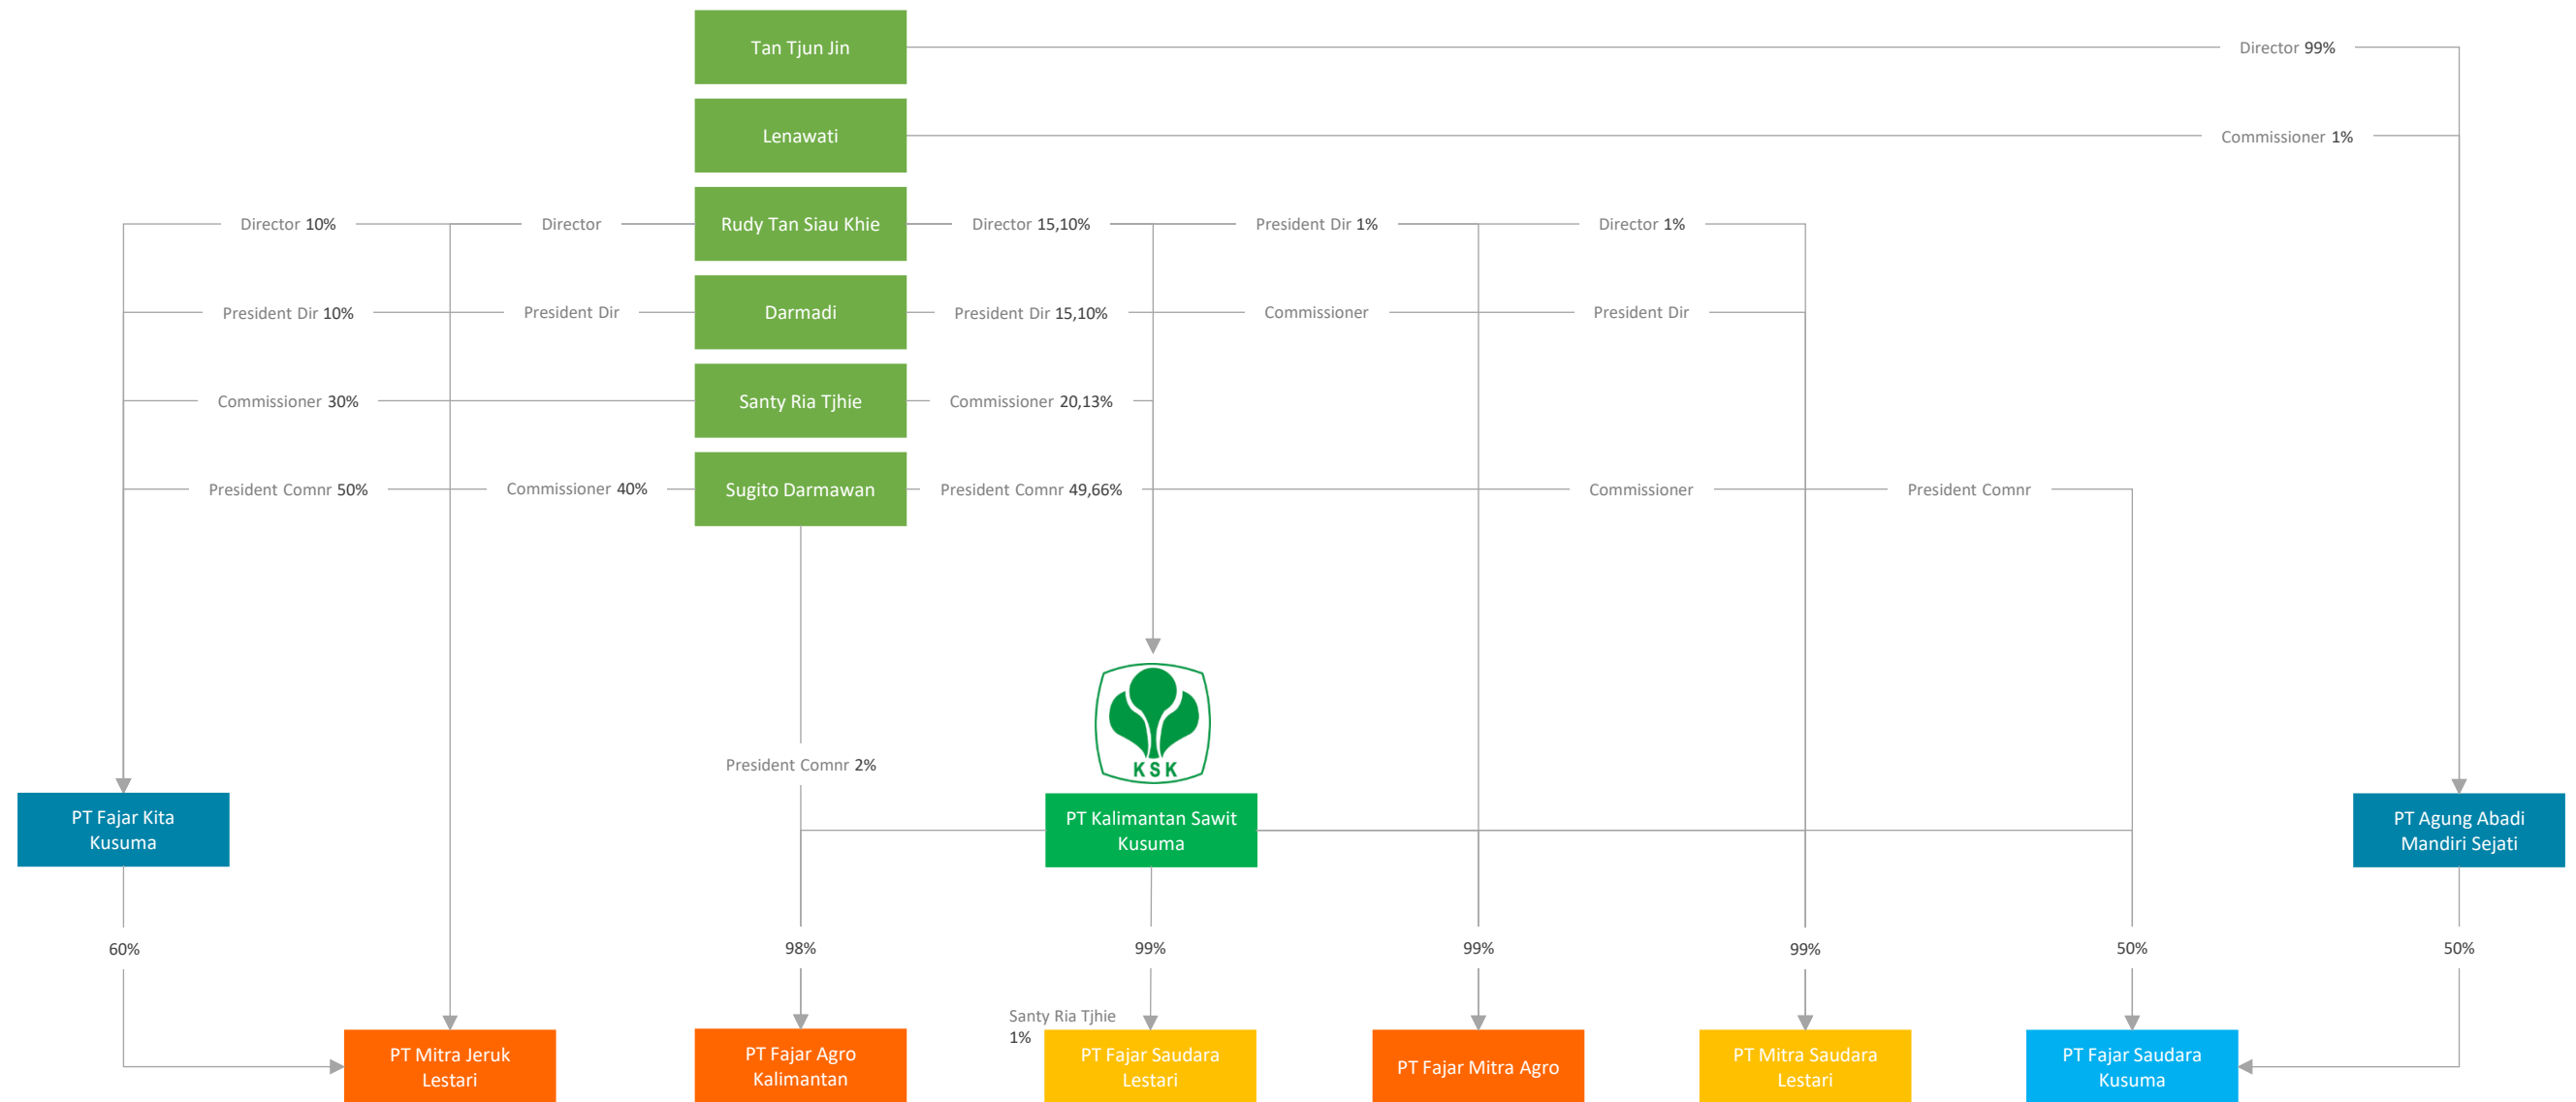 Tan Tjun Jin
Director 99%
Lenawati
Commissioner 1%
Director 10%
Director
Rudy Tan Siau Khie
Director 15,10%
President Dir 1%
Director 1%
President Dir 10%
President Dir
Darmadi
President Dir 15,10%
Commissioner
President Dir
Commissioner 30%
Santy Ria Tjhie
Commissioner 20,13%
President Comnr 50%
Commissioner 40%
Sugito Darmawan
President Comnr 49,66%
Commissioner
President Comnr
President Comnr 2%
KSK
PT Fajar Kita
Kusuma
PT Kalimantan Sawit
Kusuma
PT Agung Abadi
Mandiri Sejati
60%
98%
99%
99%
99%
50%
50%
Santy Ria Tjhie
1%
PT Mitra Jeruk
Lestari
PT Fajar Agro
Kalimantan
PT Fajar Saudara
Lestari
PT Fajar Mitra Agro
PT Mitra Saudara
Lestari
PT Fajar Saudara
Kusuma